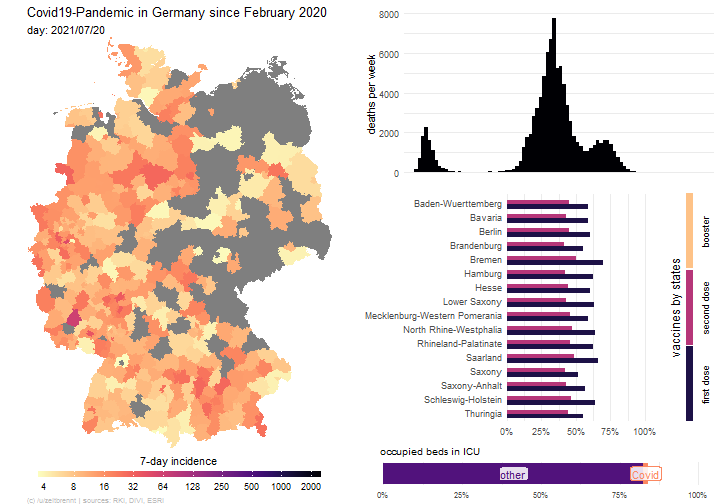 Covid19-Pandemic in Germany since February 2020
day: 2021/07/20
7-day incidence
4 8 16 32 64 125 250 500 1000 2000
(c) /u/zeitbremt | sources: RKI, DIVI, ESRI
deaths per week
8000
6000
4000
2000
0
Baden-Wuerttemberg
Bavaria
Berlin
Brandenburg
Bremen
Hamburg
Hesse
Lower Saxony
Mecklenburg-Western Pomerania
North Rhine-Westphalia
Rhineland-Palatinate
Saarland
Saxony
Saxony-Anhalt
Schleswig-Holstein
Thuringia
0% 25% 50% 75% 100%
vaccines by states
booster
second dose
first dose
occupied beds in ICU
other
Covid
0% 25% 50% 75% 100%